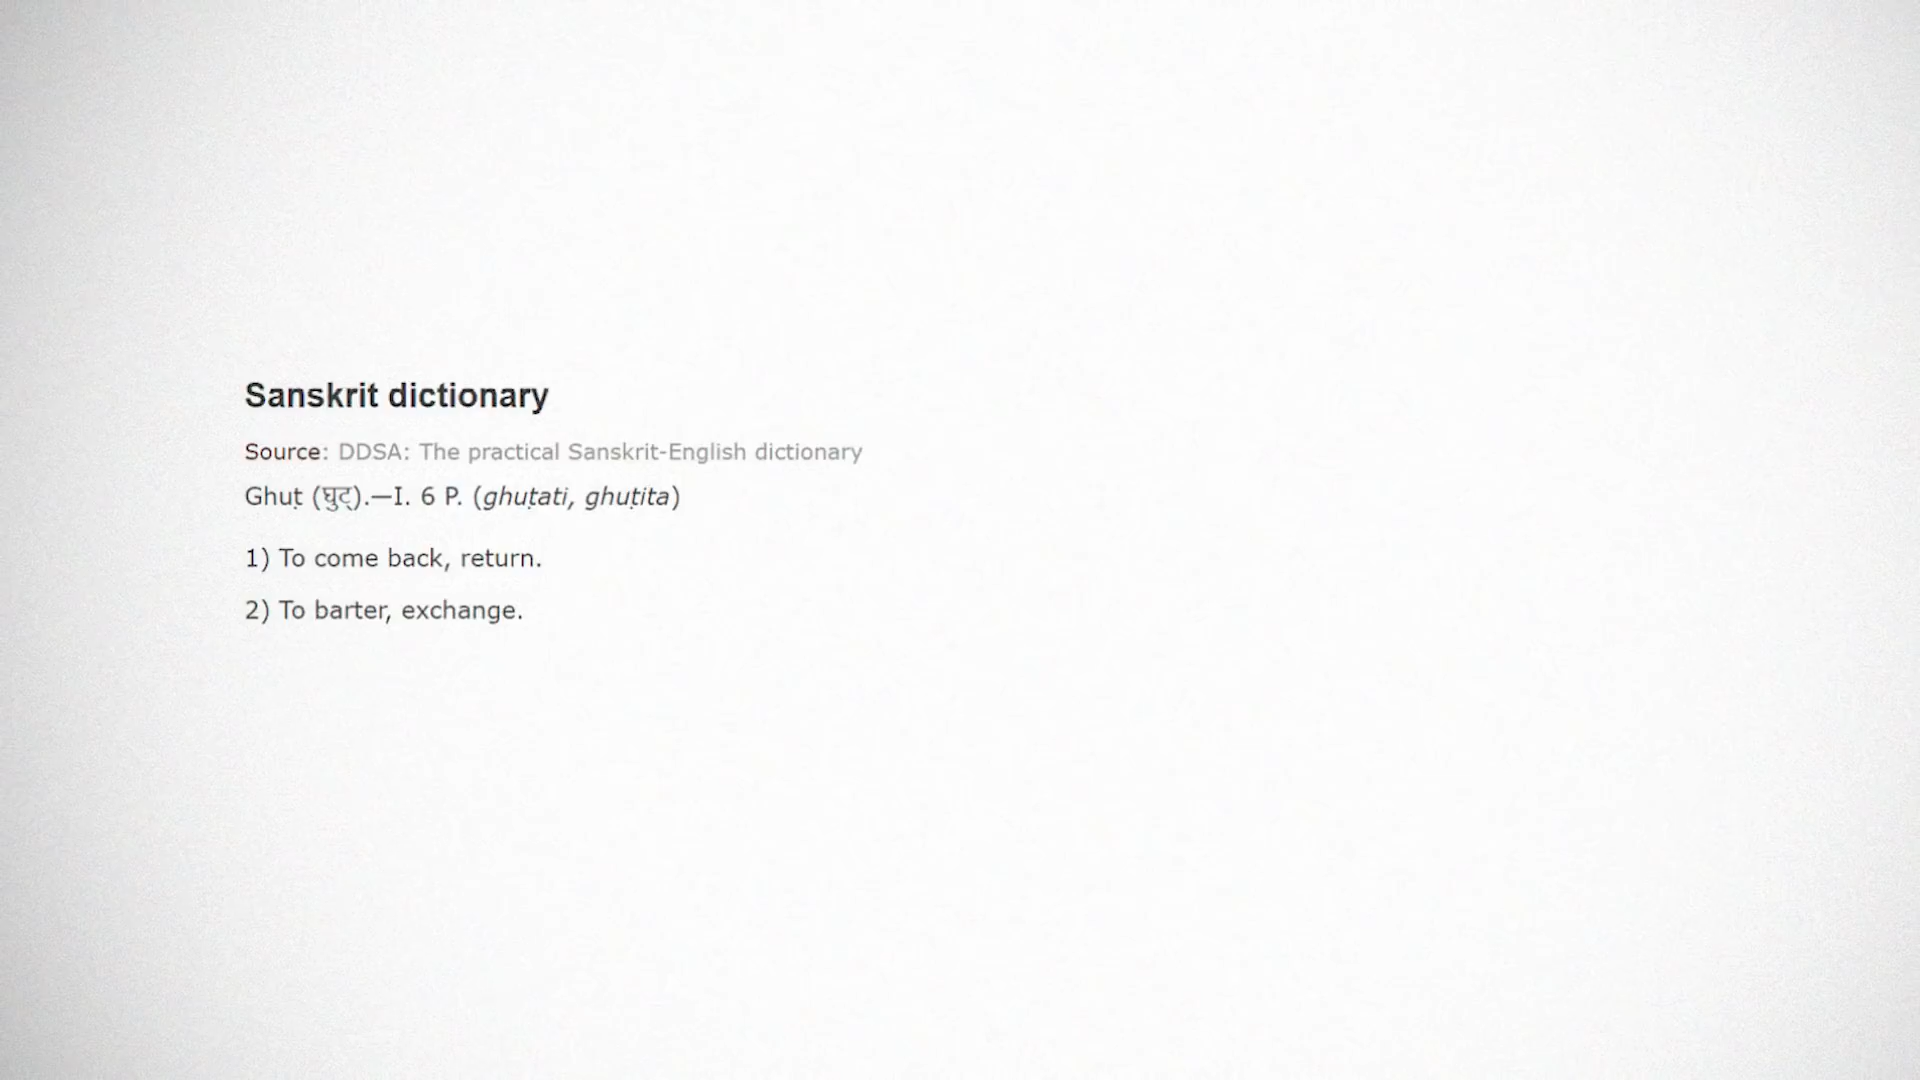 Sanskrit dictionary
Source: DDSA: The practical Sanskrit-English dictionary
Ghuṭ (घुट्).—I. 6 P. (ghuṭati, ghuṭita)
1) To come back, return.
2) To barter, exchange.